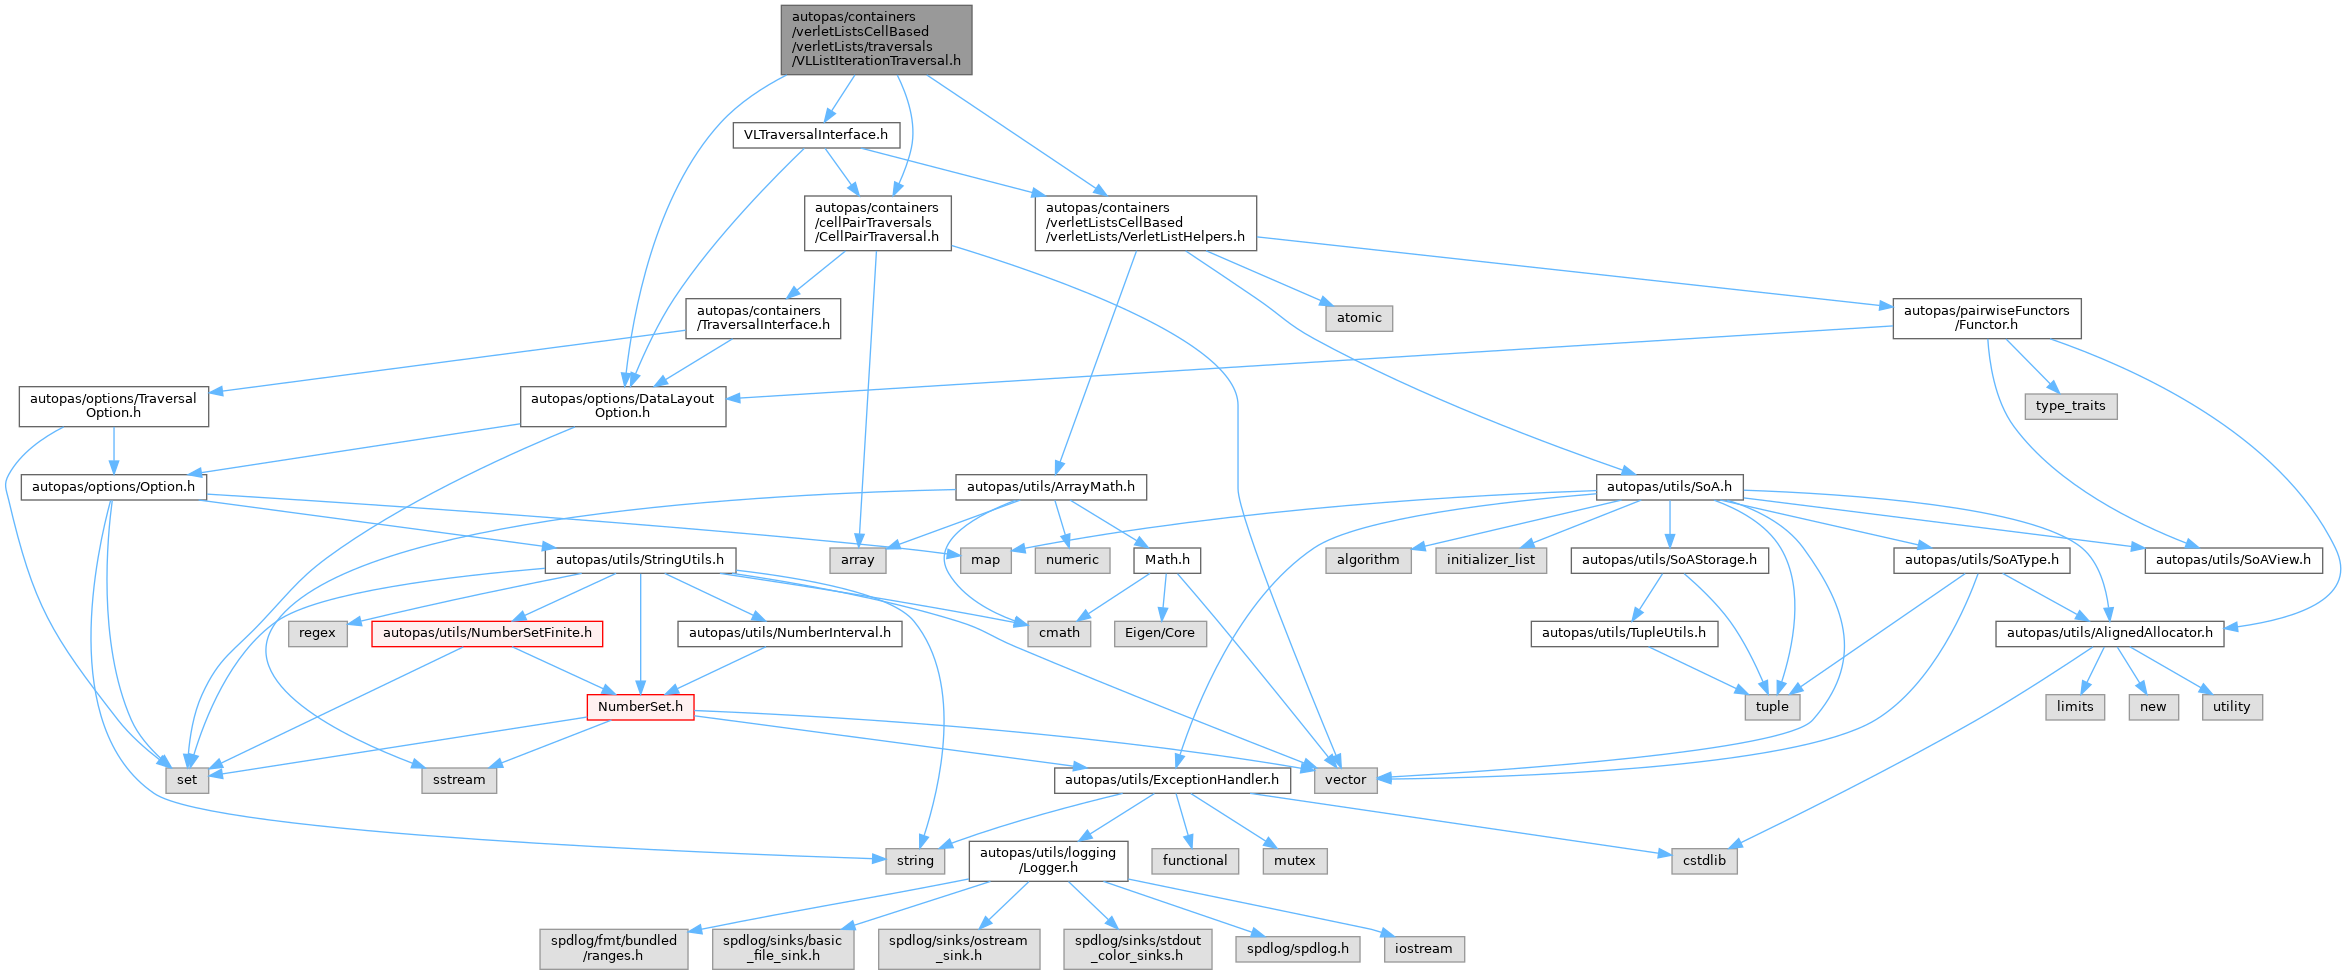 autopas/containers
/verletListsCellBased
/verletLists/traversals
/VLListIterationTraversal.h
VLTraversalInterface.h
autopas/containers
/cellPairTraversals
/CellPairTraversal.h
autopas/containers
/verletListsCellBased
/verletLists/VerletListHelpers.h
autopas/containers
/TraversalInterface.h
atomic
autopas/pairwiseFunctors
/Functor.h
autopas/options/Traversal
Option.h
autopas/options/DataLayout
Option.h
type_traits
autopas/options/Option.h
autopas/utils/ArrayMath.h
autopas/utils/SoA.h
autopas/utils/StringUtils.h
array
map
numeric
Math.h
algorithm
initializer_list
autopas/utils/SoAStorage.h
autopas/utils/SoAType.h
autopas/utils/SoAView.h
regex
autopas/utils/NumberSetFinite.h
autopas/utils/NumberInterval.h
cmath
Eigen/Core
autopas/utils/TupleUtils.h
autopas/utils/AlignedAllocator.h
NumberSet.h
tuple
limits
new
utility
set
sstream
autopas/utils/ExceptionHandler.h
vector
string
autopas/utils/logging
/Logger.h
functional
mutex
cstdlib
spdlog/fmt/bundled
/ranges.h
spdlog/sinks/basic
_file_sink.h
spdlog/sinks/ostream
_sink.h
spdlog/sinks/stdout
_color_sinks.h
spdlog/spdlog.h
iostream